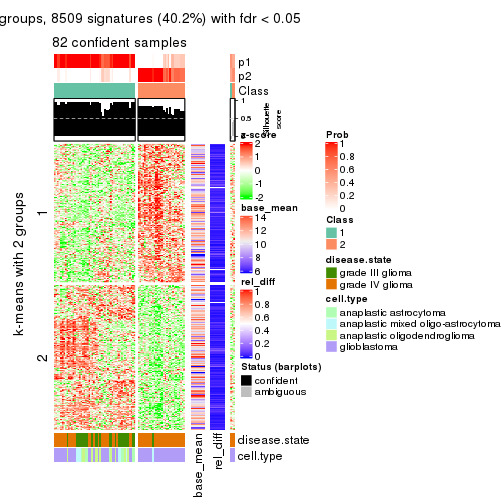 groups, 8509 signatures (40.2%) with fdr < 0.05
82 confident samples
p1
p2
Class
1
0.5
0
Silhouette
score
k-means with 2 groups
1
2
z-score
2
1
0
-1
-2
base_mean
14
12
10
8
6
rel_diff
1
0.8
0.6
0.4
0.2
0
Status (barplots)
confident
ambiguous
Prob
1
0.8
0.6
0.4
0.2
0
Class
1
2
disease.state
grade III glioma
grade IV glioma
cell.type
anaplastic astrocytoma
anaplastic mixed oligo-astrocytoma
anaplastic oligodendroglioma
glioblastoma
disease.state
cell.type
base_mean
rel_diff